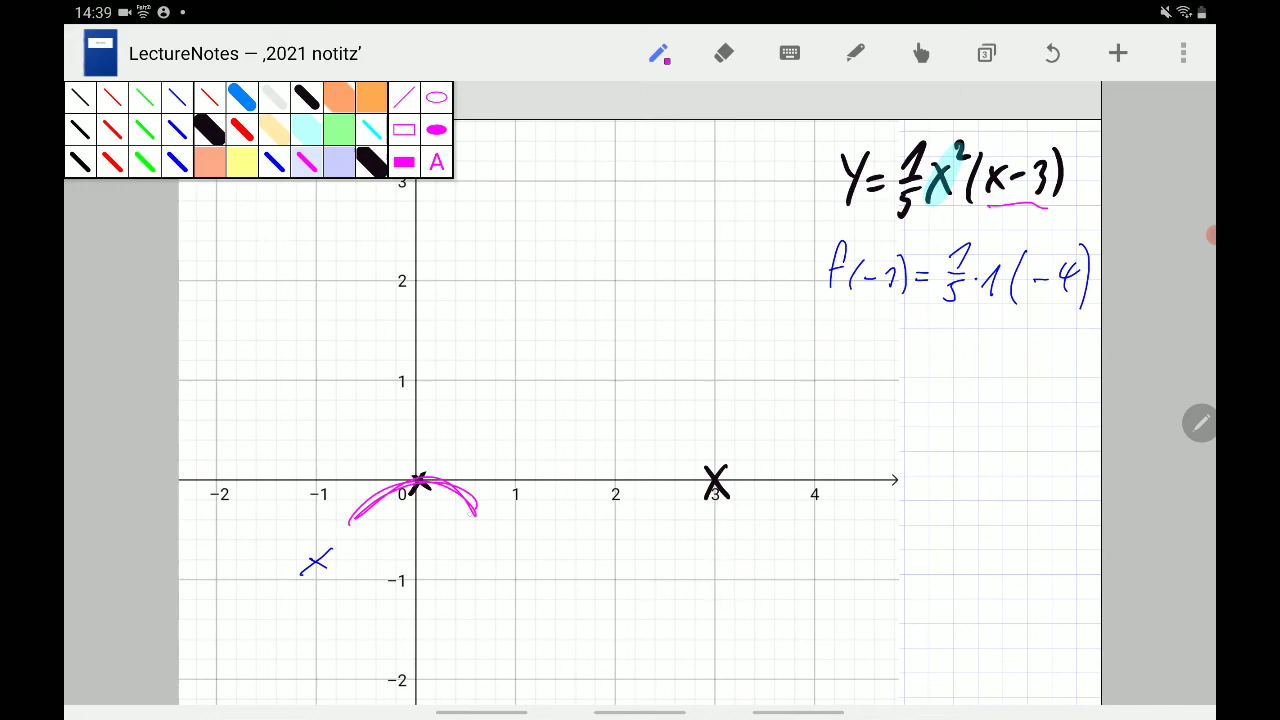 14:39
LectureNotes — ‚2021 notitz’
3
A
3
2
1
-2 -1 0 1 2 3 4
-1
-2
y = 1/5 x²(x-3)
f(-1) = 1/5 · 1 (-4)